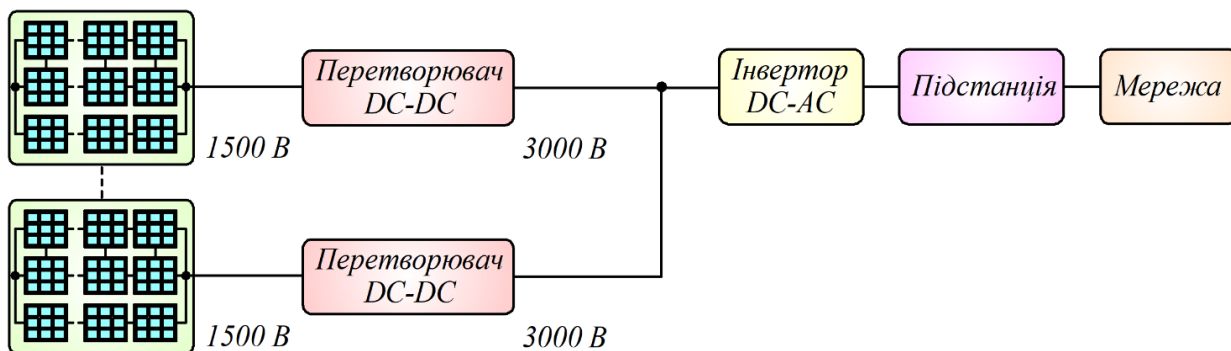 Перетворювач
DC-DC
Інвертор
DC-AC
Підстанція
Мережа
1500 В
3000 В
Перетворювач
DC-DC
1500 В
3000 В